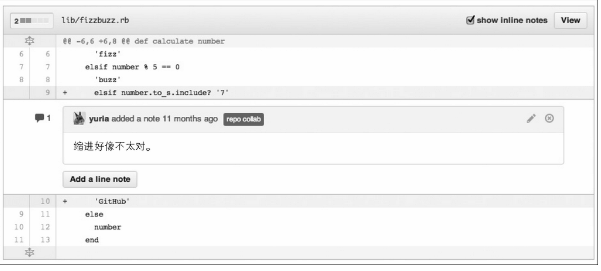 2 lib/fizzbuzz.rb show inline notes View
@@ -6,6 +6,8 @@ def calculate number
6 6 'fizz'
7 7 elsif number % 5 == 0
8 8 'buzz'
9 + elsif number.to_s.include? '7'
1 yuria added a note 11 months ago repo collab
缩进好像不太对。
Add a line note
10 + 'GitHub'
9 11 else
10 12 number
11 13 end